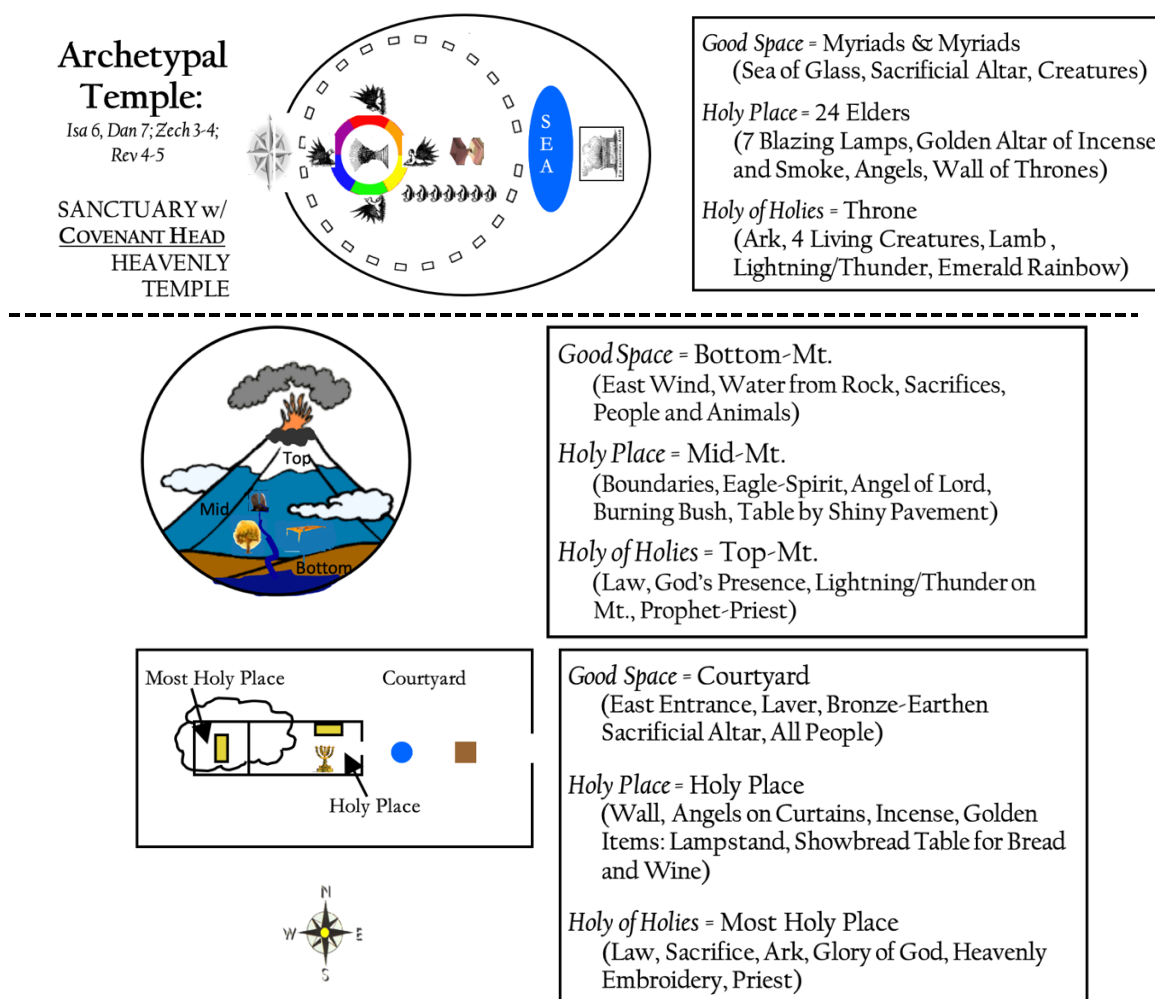 Archetypal
Temple:
Isa 6, Dan 7; Zech 3-4;
Rev 4-5
SANCTUARY w/
COVENANT HEAD
HEAVENLY
TEMPLE
S
E
A
Good Space = Myriads & Myriads
(Sea of Glass, Sacrificial Altar, Creatures)
Holy Place = 24 Elders
(7 Blazing Lamps, Golden Altar of Incense
and Smoke, Angels, Wall of Thrones)
Holy of Holies = Throne
(Ark, 4 Living Creatures, Lamb ,
Lightning/Thunder, Emerald Rainbow)
Top
Mid
Bottom
Good Space = Bottom-Mt.
(East Wind, Water from Rock, Sacrifices,
People and Animals)
Holy Place = Mid-Mt.
(Boundaries, Eagle-Spirit, Angel of Lord,
Burning Bush, Table by Shiny Pavement)
Holy of Holies = Top-Mt.
(Law, God's Presence, Lightning/Thunder on
Mt., Prophet-Priest)
Most Holy Place
Courtyard
Holy Place
N
W E
S
Good Space = Courtyard
(East Entrance, Laver, Bronze-Earthen
Sacrificial Altar, All People)
Holy Place = Holy Place
(Wall, Angels on Curtains, Incense, Golden
Items: Lampstand, Showbread Table for Bread
and Wine)
Holy of Holies = Most Holy Place
(Law, Sacrifice, Ark, Glory of God, Heavenly
Embroidery, Priest)